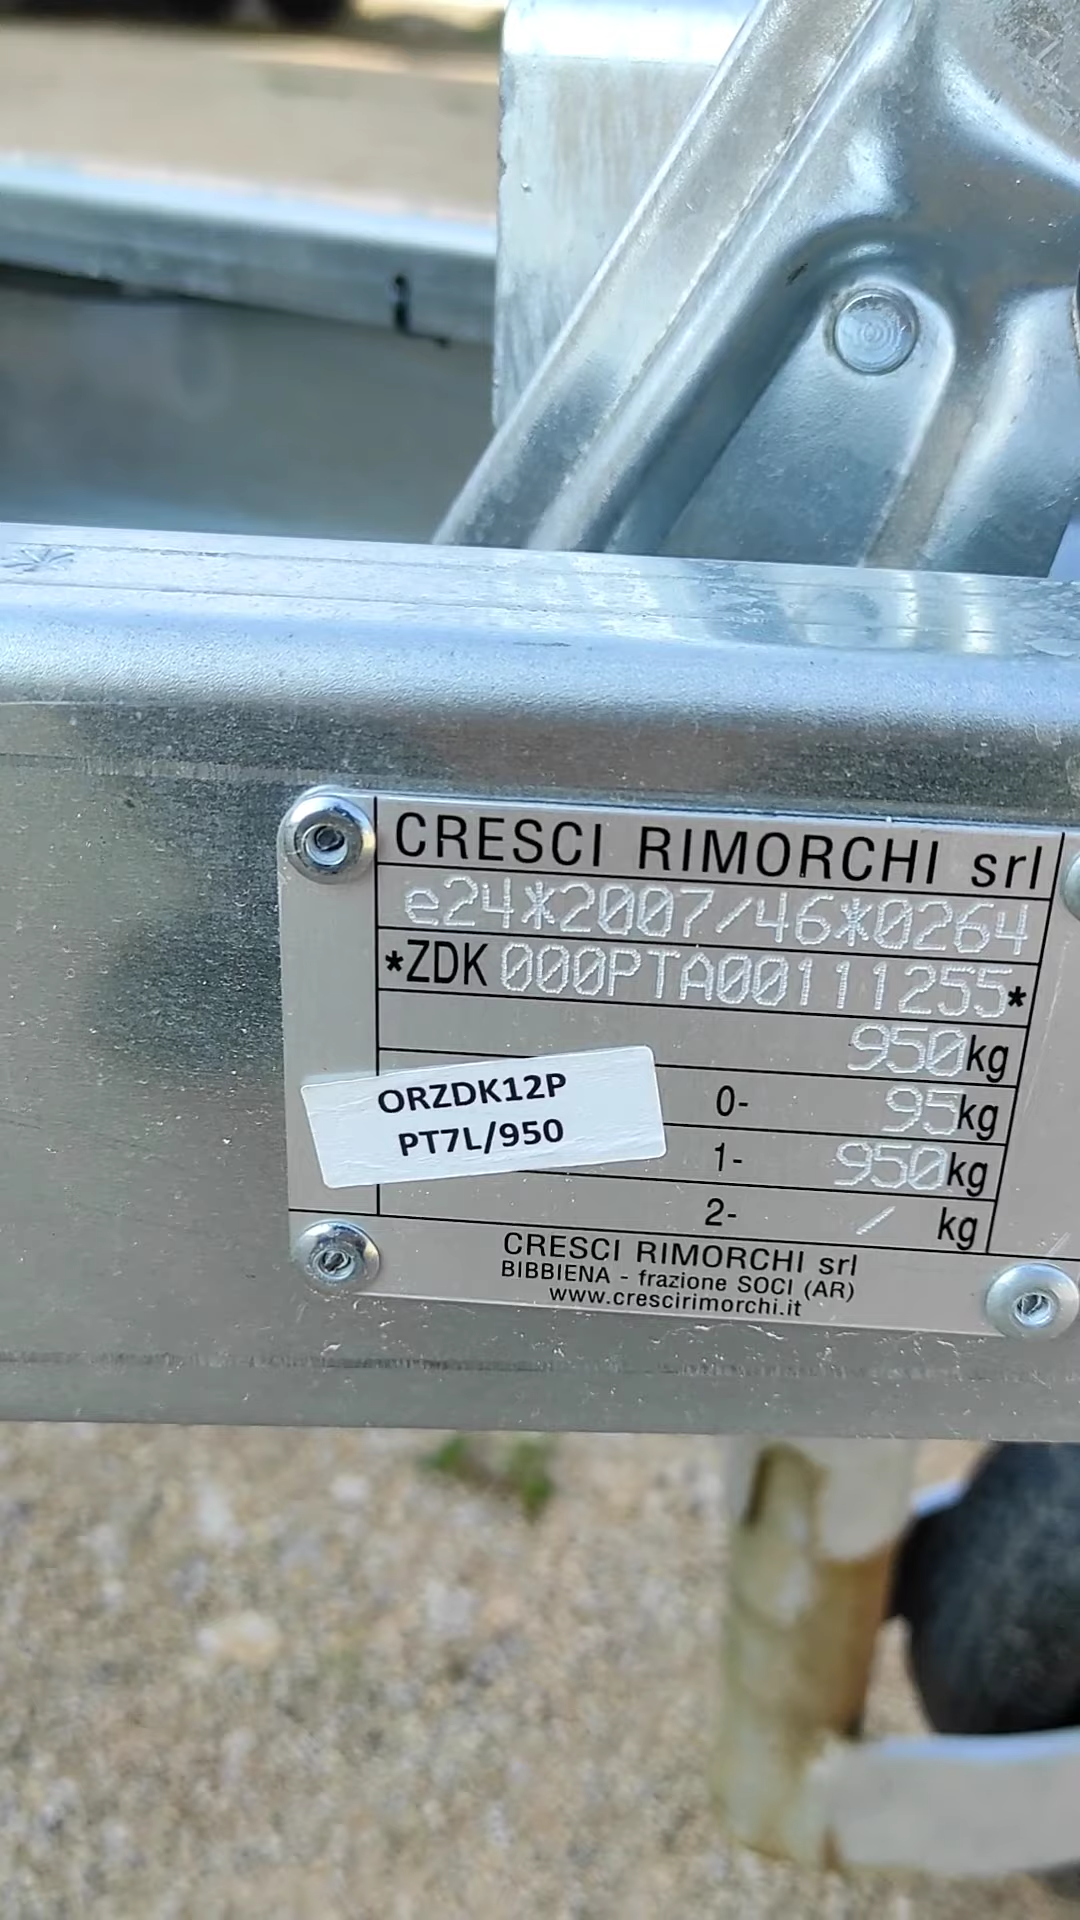 CRESCI RIMORCHI srl
e24*2007/46*0264
*ZDK 000PTA00111255*
950kg
0- 95kg
ORZDK12P
PT7L/950
1- 950kg
2- / kg
CRESCI RIMORCHI srl
BIBBIENA - frazione SOCI (AR)
www.crescirimorchi.it